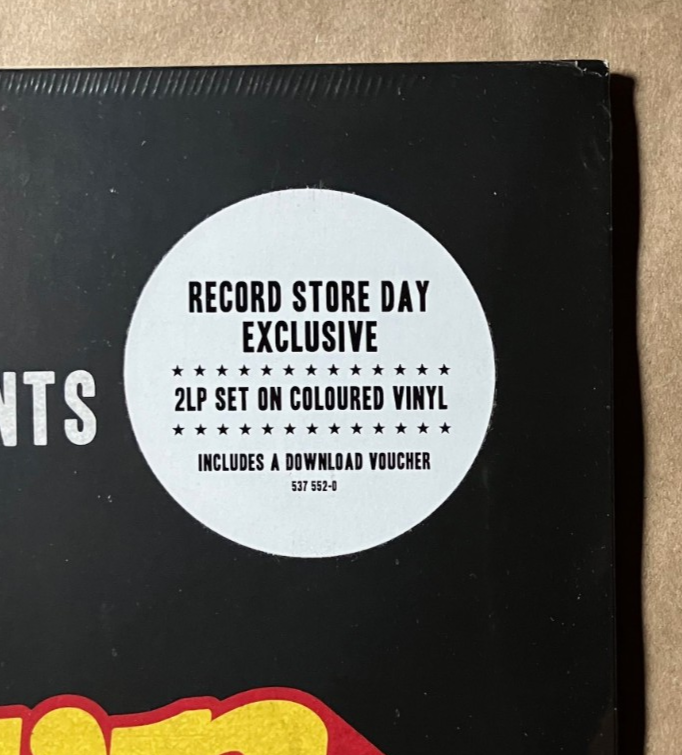 RECORD STORE DAY
EXCLUSIVE
2LP SET ON COLOURED VINYL
NTS
INCLUDES A DOWNLOAD VOUCHER
537 552-0